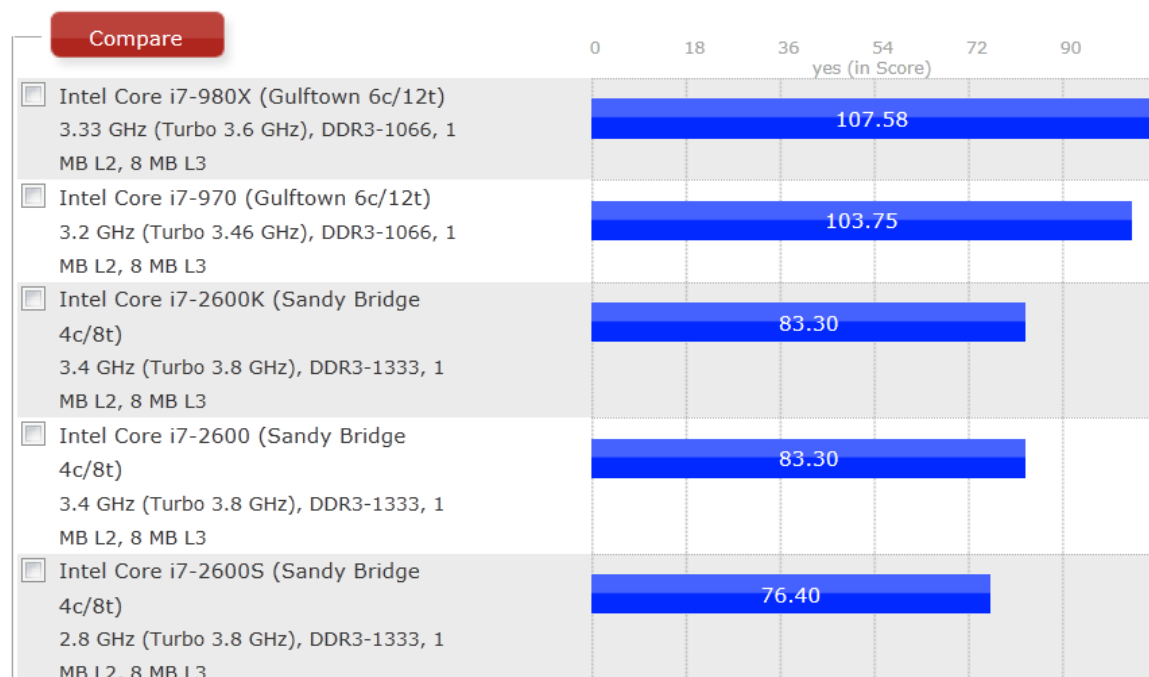 Compare
0 18 36 54 72 90
yes (in Score)
Intel Core i7-980X (Gulftown 6c/12t)
3.33 GHz (Turbo 3.6 GHz), DDR3-1066, 1
MB L2, 8 MB L3
107.58
Intel Core i7-970 (Gulftown 6c/12t)
3.2 GHz (Turbo 3.46 GHz), DDR3-1066, 1
MB L2, 8 MB L3
103.75
Intel Core i7-2600K (Sandy Bridge
4c/8t)
3.4 GHz (Turbo 3.8 GHz), DDR3-1333, 1
MB L2, 8 MB L3
83.30
Intel Core i7-2600 (Sandy Bridge
4c/8t)
3.4 GHz (Turbo 3.8 GHz), DDR3-1333, 1
MB L2, 8 MB L3
83.30
Intel Core i7-2600S (Sandy Bridge
4c/8t)
2.8 GHz (Turbo 3.8 GHz), DDR3-1333, 1
MB L2, 8 MB L3
76.40